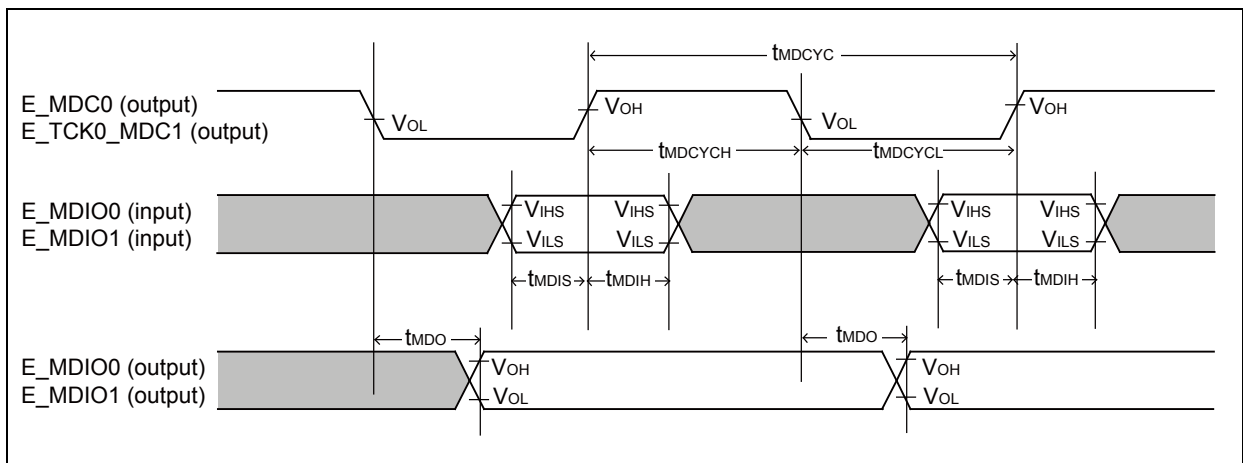 tMDCYC
E_MDC0 (output)
E_TCK0_MDC1 (output)
VOL
VOH
VOL
VOH
tMDCYCH
tMDCYCL
E_MDIO0 (input)
E_MDIO1 (input)
VIHS
VIHS
VIHS
VIHS
VILS
VILS
VILS
VILS
tMDIS
tMDIH
tMDIS
tMDIH
tMDO
tMDO
E_MDIO0 (output)
E_MDIO1 (output)
VOH
VOH
VOL
VOL